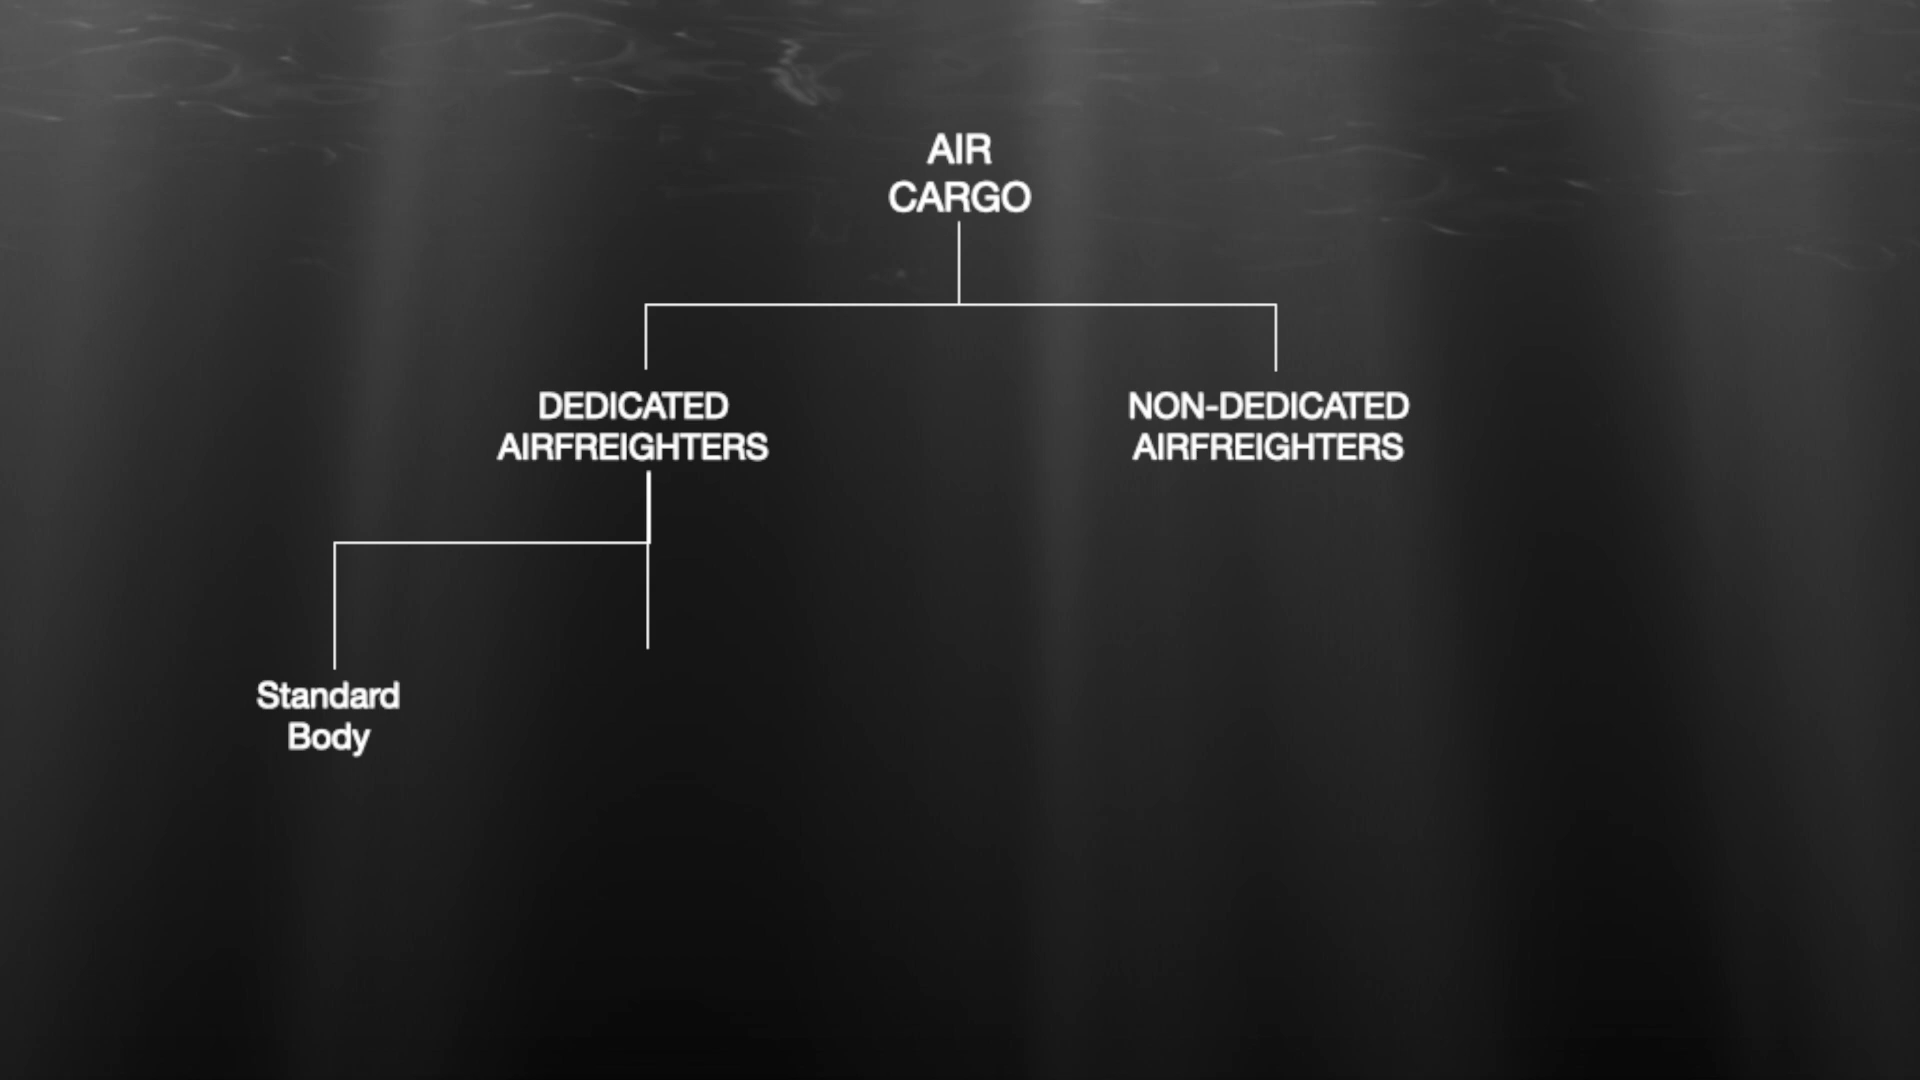 AIR
CARGO
DEDICATED
AIRFREIGHTERS
NON-DEDICATED
AIRFREIGHTERS
Standard
Body